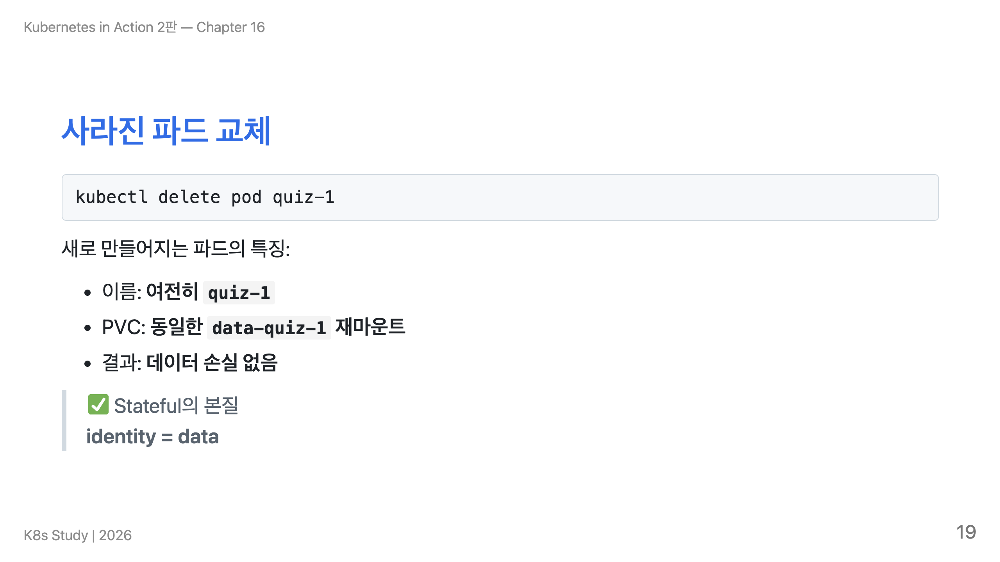 Kubernetes in Action 2판 — Chapter 16
사라진 파드 교체
kubectl delete pod quiz-1
새로 만들어지는 파드의 특징:
• 이름: 여전히 quiz-1
• PVC: 동일한 data-quiz-1 재마운트
• 결과: 데이터 손실 없음
✅ Stateful의 본질
identity = data
K8s Study | 2026
19